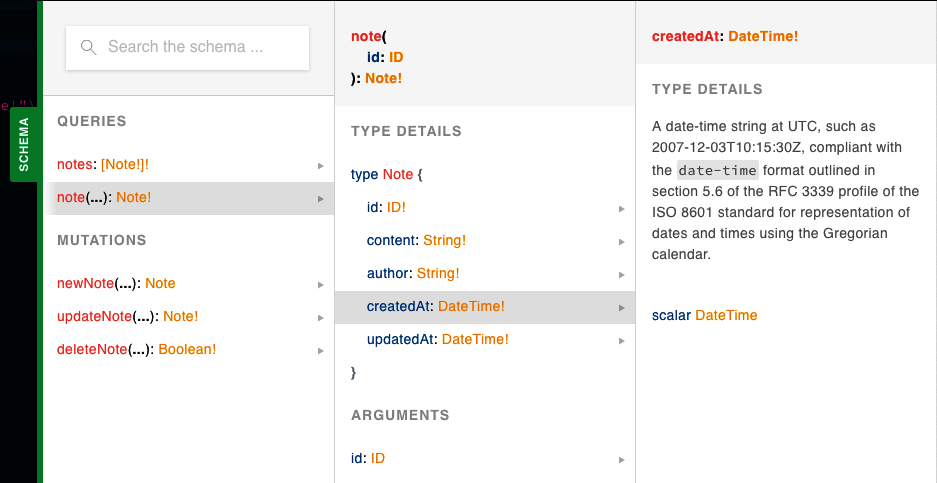 e!")
SCHEMA
Search the schema ...
QUERIES
notes: [Note!]!
note(...): Note!
MUTATIONS
newNote(...): Note
updateNote(...): Note!
deleteNote(...): Boolean!
note(
id: ID
): Note!
TYPE DETAILS
type Note {
id: ID!
content: String!
author: String!
createdAt: DateTime!
updatedAt: DateTime!
}
ARGUMENTS
id: ID
createdAt: DateTime!
TYPE DETAILS
A date-time string at UTC, such as
2007-12-03T10:15:30Z, compliant with
the date-time format outlined in
section 5.6 of the RFC 3339 profile of the
ISO 8601 standard for representation of
dates and times using the Gregorian
calendar.
scalar DateTime